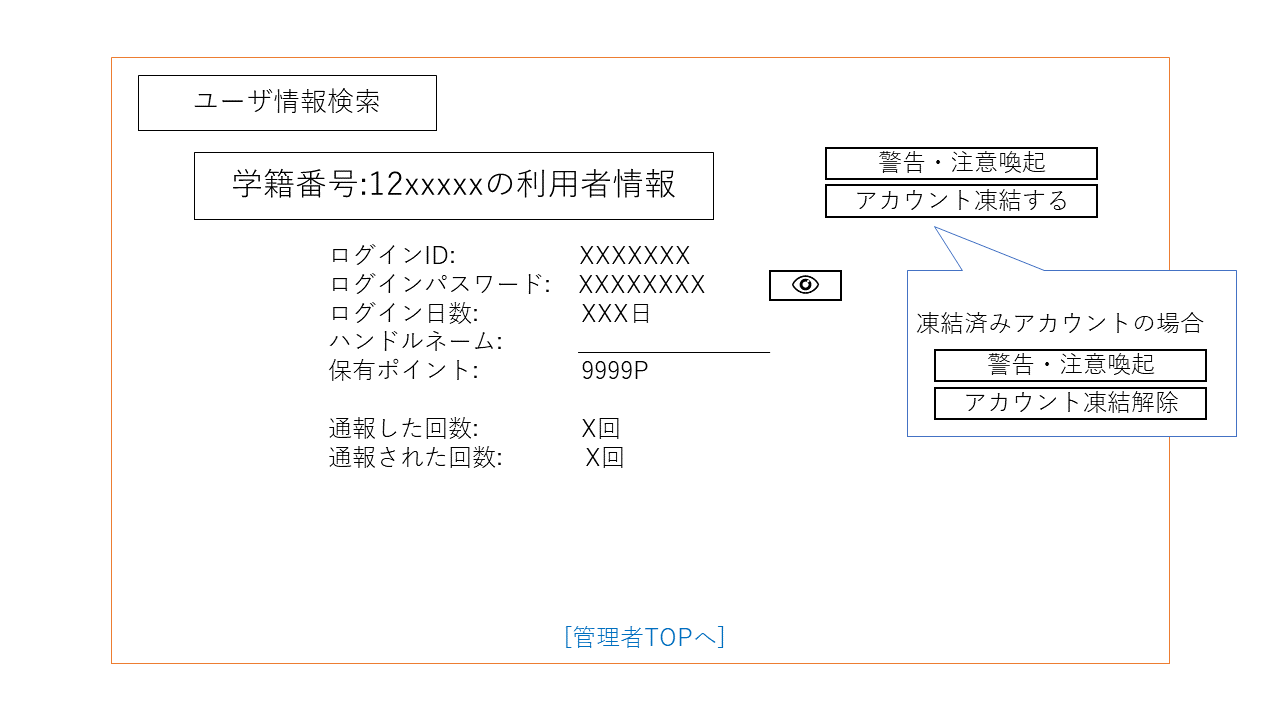 ユーザ情報検索
学籍番号:12xxxxxの利用者情報
警告・注意喚起
アカウント凍結する
ログインID: XXXXXXX
ログインパスワード: XXXXXXXX
ログイン日数: XXX日
ハンドルネーム:
保有ポイント: 9999P
通報した回数: X回
通報された回数: X回
凍結済みアカウントの場合
警告・注意喚起
アカウント凍結解除
[管理者TOPへ]